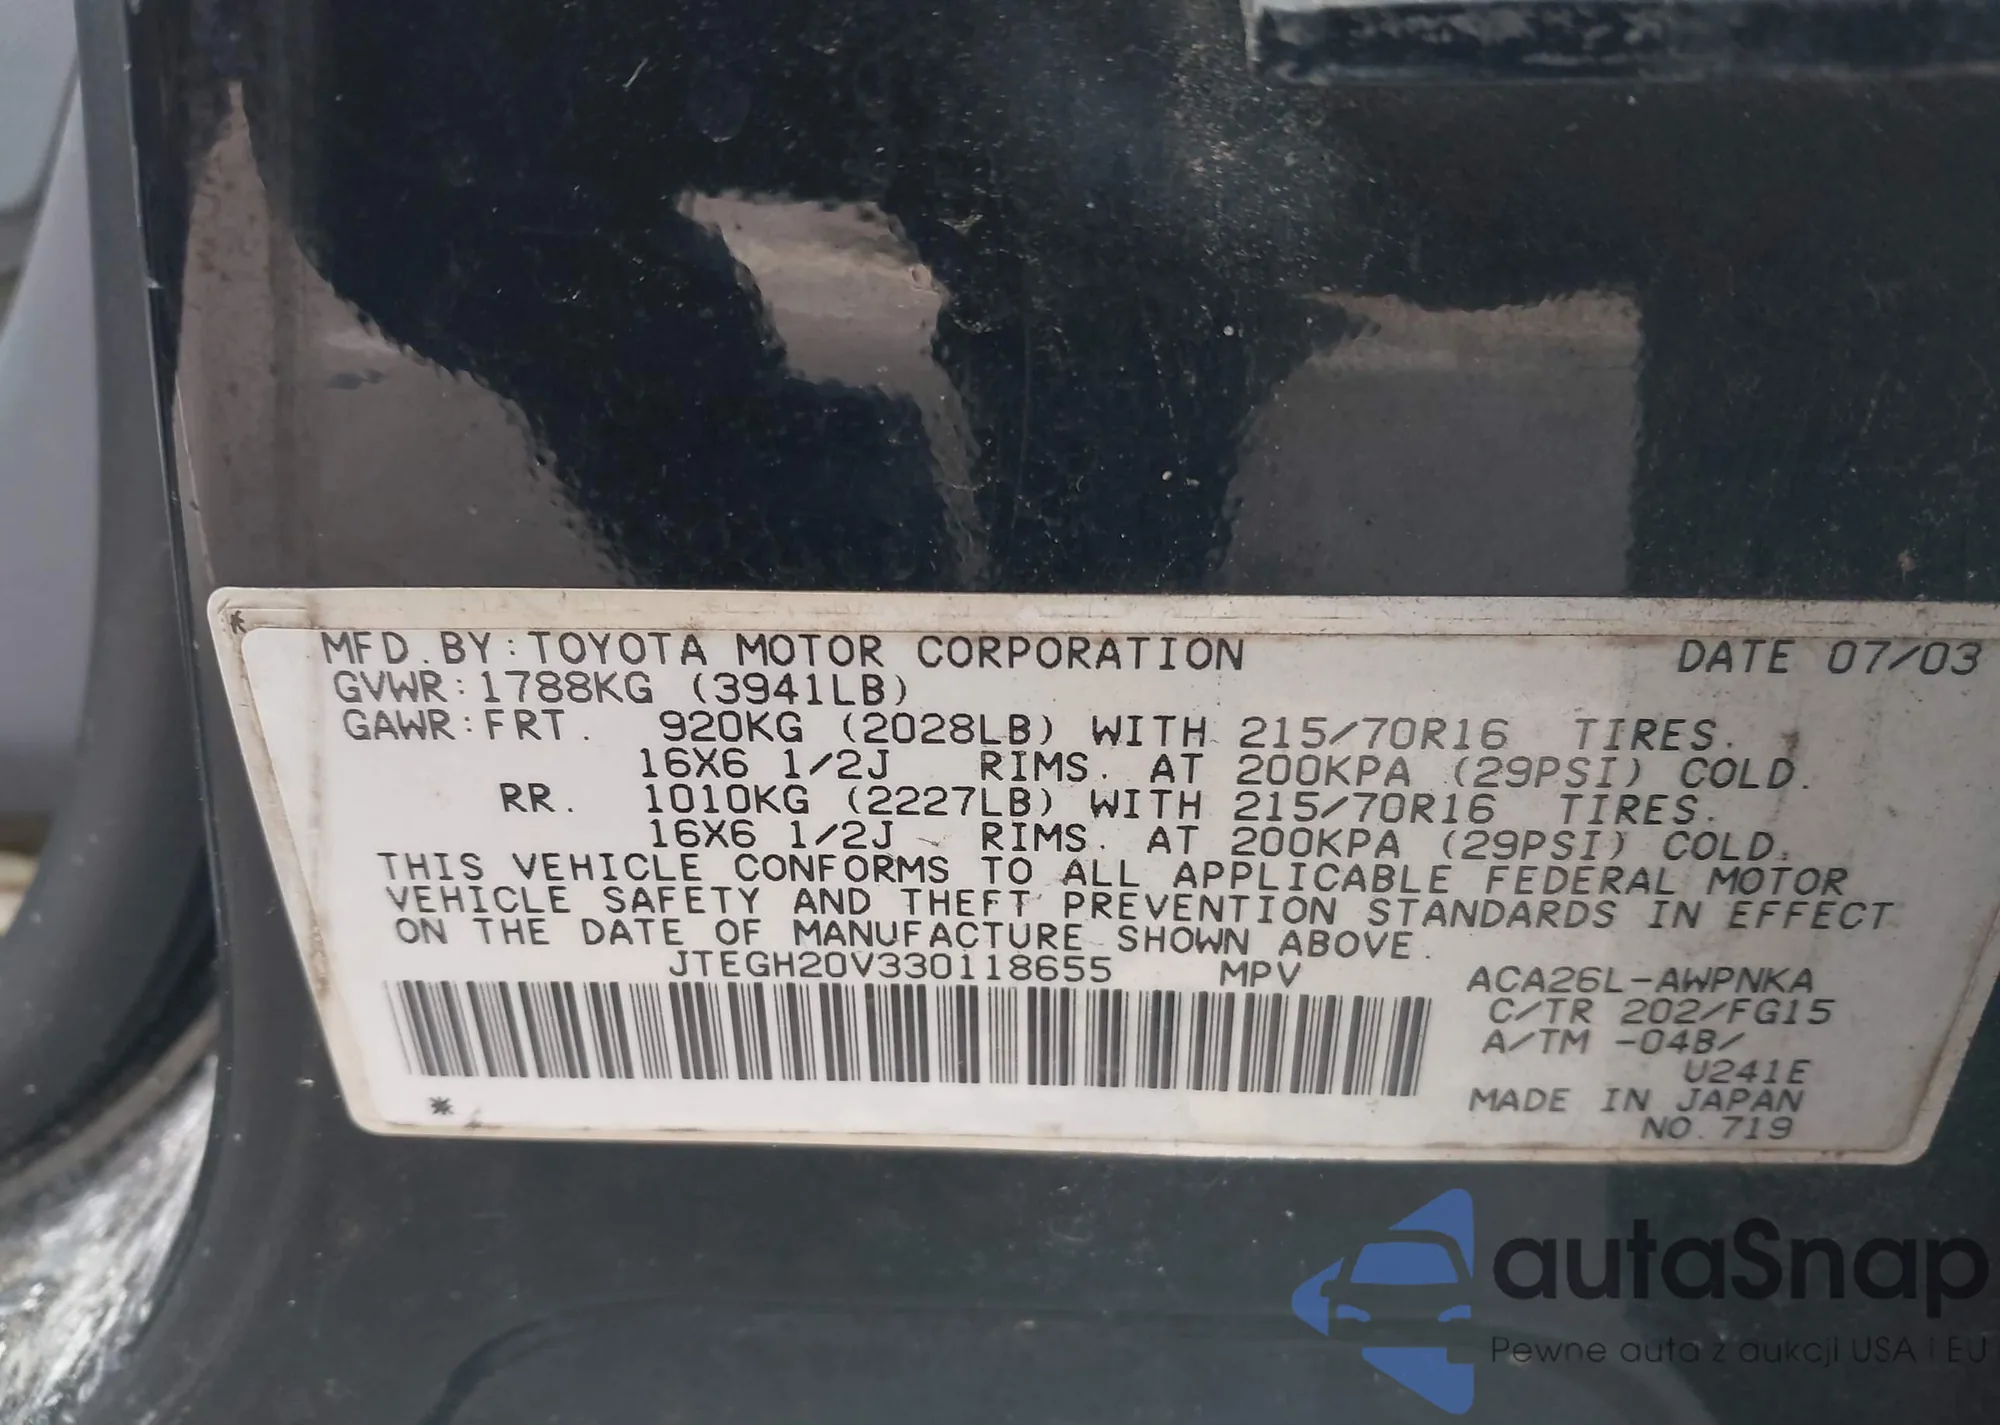 MFD. BY: TOYOTA MOTOR CORPORATION DATE 07/03
GVWR: 1788KG (3941LB)
GAWR: FRT. 920KG (2028LB) WITH 215/70R16 TIRES.
16X6 1/2J RIMS. AT 200KPA (29PSI) COLD.
RR. 1010KG (2227LB) WITH 215/70R16 TIRES.
16X6 1/2J RIMS. AT 200KPA (29PSI) COLD.
THIS VEHICLE CONFORMS TO ALL APPLICABLE FEDERAL MOTOR
VEHICLE SAFETY AND THEFT PREVENTION STANDARDS IN EFFECT
ON THE DATE OF MANUFACTURE SHOWN ABOVE.
JTEGH20V330118655 MPV ACA26L-AWPNKA
C/TR 202/FG15
A/TM -04B/
U241E
MADE IN JAPAN
NO. 719
autaSnap
Pewne auta z aukcji USA i EU